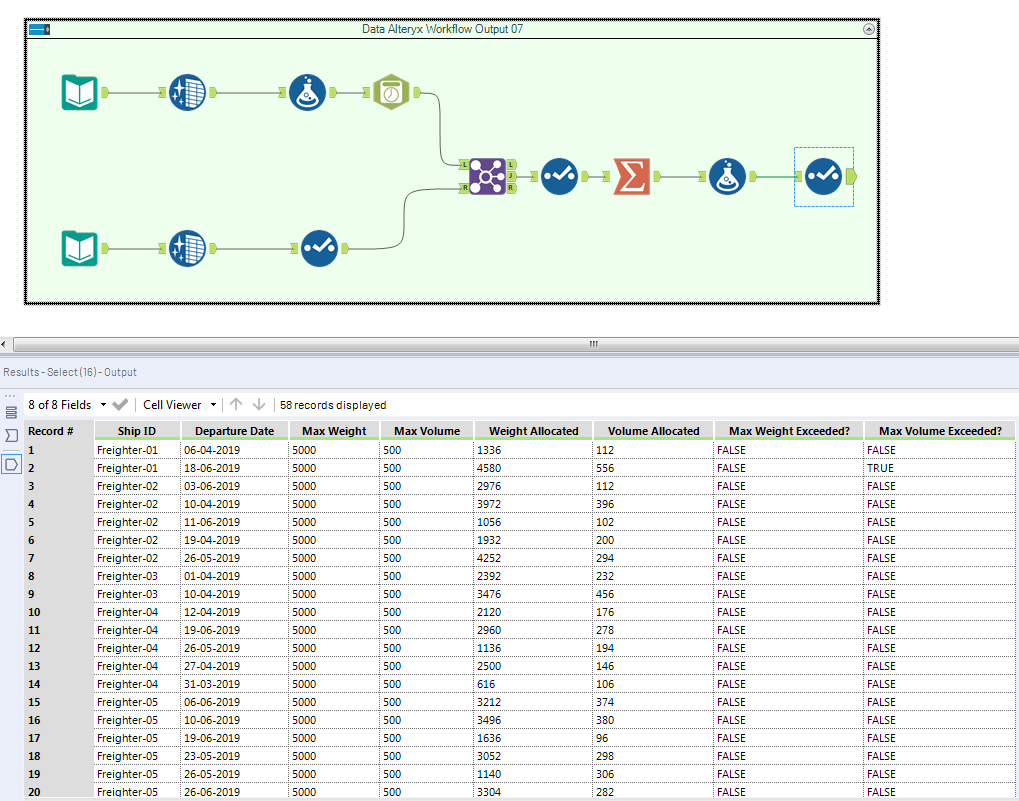 Data Alteryx Workflow Output 07
L L
J
R R
Results - Select (16) - Output
8 of 8 Fields Cell Viewer 58 records displayed
Record # Ship ID Departure Date Max Weight Max Volume Weight Allocated Volume Allocated Max Weight Exceeded? Max Volume Exceeded?
1 Freighter-01 06-04-2019 5000 500 1336 112 FALSE FALSE
2 Freighter-01 18-06-2019 5000 500 4580 556 FALSE TRUE
3 Freighter-02 03-06-2019 5000 500 2976 112 FALSE FALSE
4 Freighter-02 10-04-2019 5000 500 3972 396 FALSE FALSE
5 Freighter-02 11-06-2019 5000 500 1056 102 FALSE FALSE
6 Freighter-02 19-04-2019 5000 500 1932 200 FALSE FALSE
7 Freighter-02 26-05-2019 5000 500 4252 294 FALSE FALSE
8 Freighter-03 01-04-2019 5000 500 2392 232 FALSE FALSE
9 Freighter-03 10-04-2019 5000 500 3476 456 FALSE FALSE
10 Freighter-04 12-04-2019 5000 500 2120 176 FALSE FALSE
11 Freighter-04 19-06-2019 5000 500 2960 278 FALSE FALSE
12 Freighter-04 26-05-2019 5000 500 1136 194 FALSE FALSE
13 Freighter-04 27-04-2019 5000 500 2500 146 FALSE FALSE
14 Freighter-04 31-03-2019 5000 500 616 106 FALSE FALSE
15 Freighter-05 06-06-2019 5000 500 3212 374 FALSE FALSE
16 Freighter-05 10-06-2019 5000 500 3496 380 FALSE FALSE
17 Freighter-05 19-06-2019 5000 500 1636 96 FALSE FALSE
18 Freighter-05 23-05-2019 5000 500 3052 298 FALSE FALSE
19 Freighter-05 26-05-2019 5000 500 1140 306 FALSE FALSE
20 Freighter-05 26-06-2019 5000 500 3304 282 FALSE FALSE